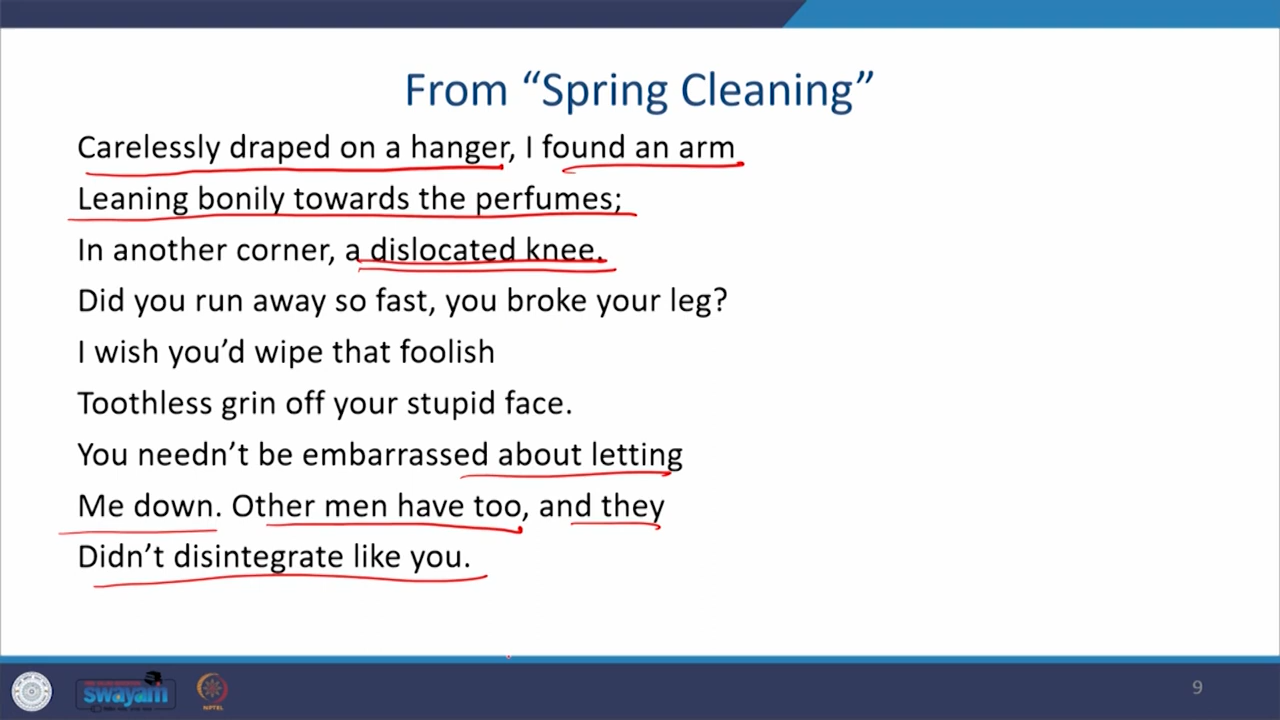 From “Spring Cleaning”
Carelessly draped on a hanger, I found an arm
Leaning bonily towards the perfumes;
In another corner, a dislocated knee.
Did you run away so fast, you broke your leg?
I wish you’d wipe that foolish
Toothless grin off your stupid face.
You needn’t be embarrassed about letting
Me down. Other men have too, and they
Didn’t disintegrate like you.
swayam
NPTEL
9